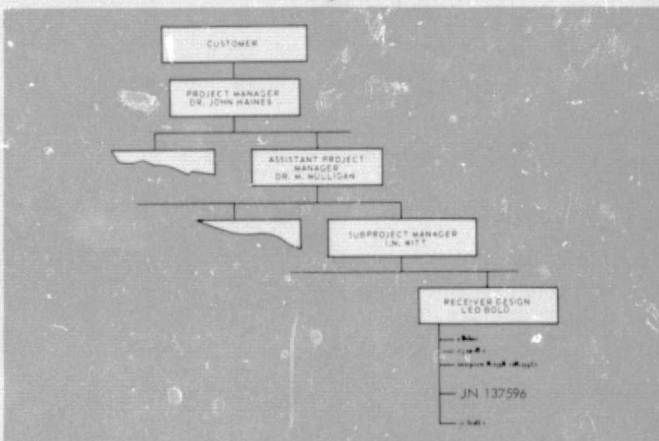 CUSTOMER
PROJECT MANAGER
DR. JOHN HAINES
ASSISTANT PROJECT
MANAGER
DR. M. MULLIGAN
SUBPROJECT MANAGER
I.N. WITT
RECEIVER DESIGN
LEO BOLD
JN 137596